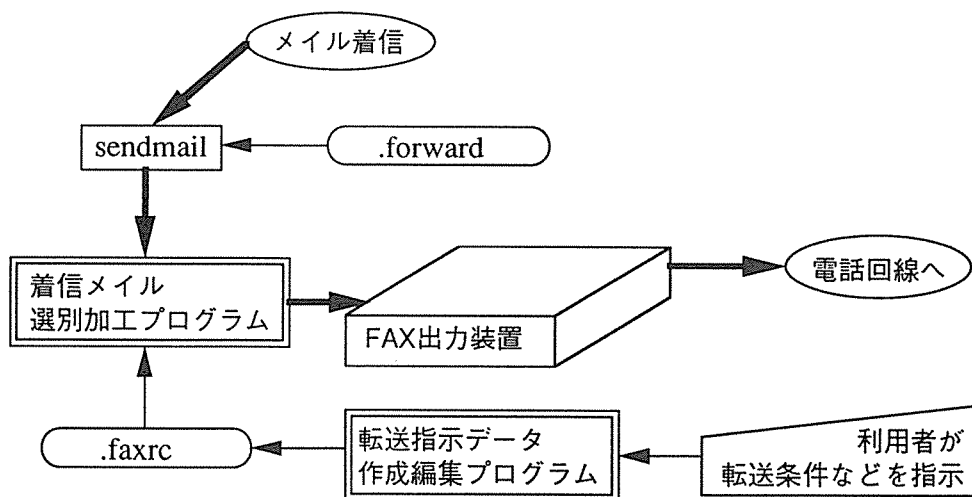 メイル着信
sendmail
.forward
着信メイル
選別加工プログラム
FAX出力装置
電話回線へ
.faxrc
転送指示データ
作成編集プログラム
利用者が
転送条件などを指示